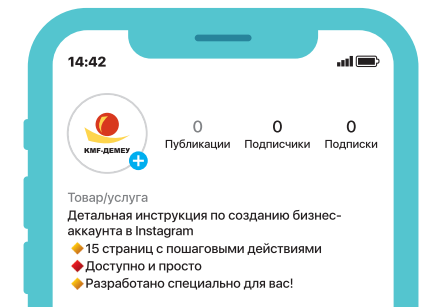 14:42
KMF-ДЕМЕУ
0 0 0
Публикации Подписчики Подписки
Товар/услуга
Детальная инструкция по созданию бизнес-
аккаунта в Instagram
15 страниц с пошаговыми действиями
Доступно и просто
Разработано специально для вас!